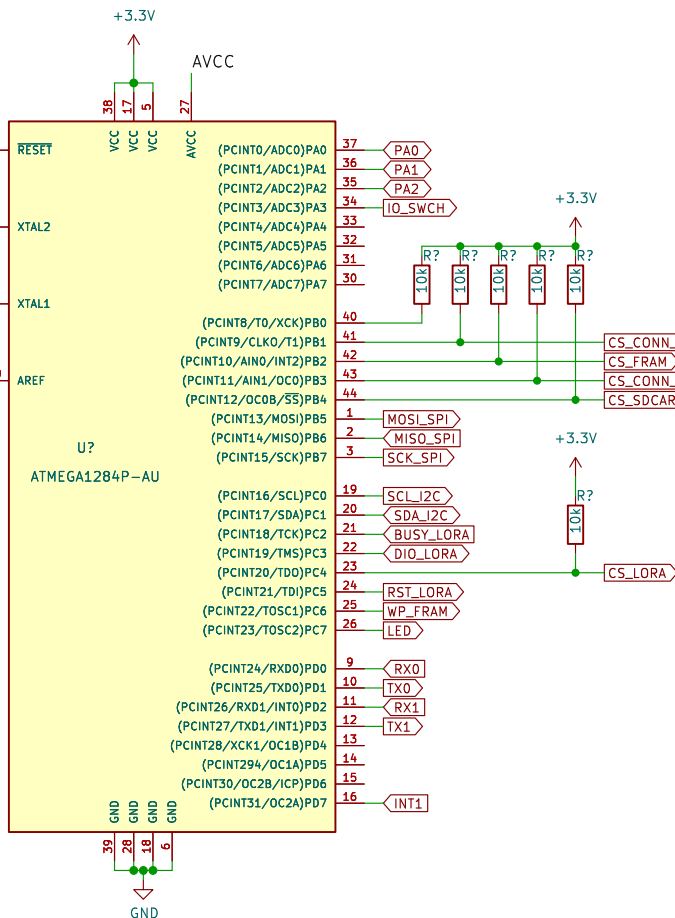 +3.3V
AVCC
38
17
5
27
VCC
VCC
VCC
AVCC
RESET
XTAL2
XTAL1
AREF
U?
ATMEGA1284P-AU
(PCINT0/ADC0)PA0 37 PA0
(PCINT1/ADC1)PA1 36 PA1
(PCINT2/ADC2)PA2 35 PA2
(PCINT3/ADC3)PA3 34 IO_SWCH
(PCINT4/ADC4)PA4 33
(PCINT5/ADC5)PA5 32
(PCINT6/ADC6)PA6 31
(PCINT7/ADC7)PA7 30
+3.3V
R? R? R? R? R?
10k 10k 10k 10k 10k
(PCINT8/T0/XCK)PB0 40
(PCINT9/CLKO/T1)PB1 41 CS_CONN_
(PCINT10/AIN0/INT2)PB2 42 CS_FRAM
(PCINT11/AIN1/OC0)PB3 43 CS_CONN_
(PCINT12/OC0B/SS)PB4 44 CS_SDCAR
(PCINT13/MOSI)PB5 1 MOSI_SPI
(PCINT14/MISO)PB6 2 MISO_SPI
(PCINT15/SCK)PB7 3 SCK_SPI
+3.3V
R?
10k
(PCINT16/SCL)PC0 19 SCL_I2C
(PCINT17/SDA)PC1 20 SDA_I2C
(PCINT18/TCK)PC2 21 BUSY_LORA
(PCINT19/TMS)PC3 22 DIO_LORA
(PCINT20/TDO)PC4 23 CS_LORA
(PCINT21/TDI)PC5 24 RST_LORA
(PCINT22/TOSC1)PC6 25 WP_FRAM
(PCINT23/TOSC2)PC7 26 LED
(PCINT24/RXD0)PD0 9 RX0
(PCINT25/TXD0)PD1 10 TX0
(PCINT26/RXD1/INT0)PD2 11 RX1
(PCINT27/TXD1/INT1)PD3 12 TX1
(PCINT28/XCK1/OC1B)PD4 13
(PCINT294/OC1A)PD5 14
(PCINT30/OC2B/ICP)PD6 15
(PCINT31/OC2A)PD7 16 INT1
GND
GND
GND
GND
39
28
18
6
GND